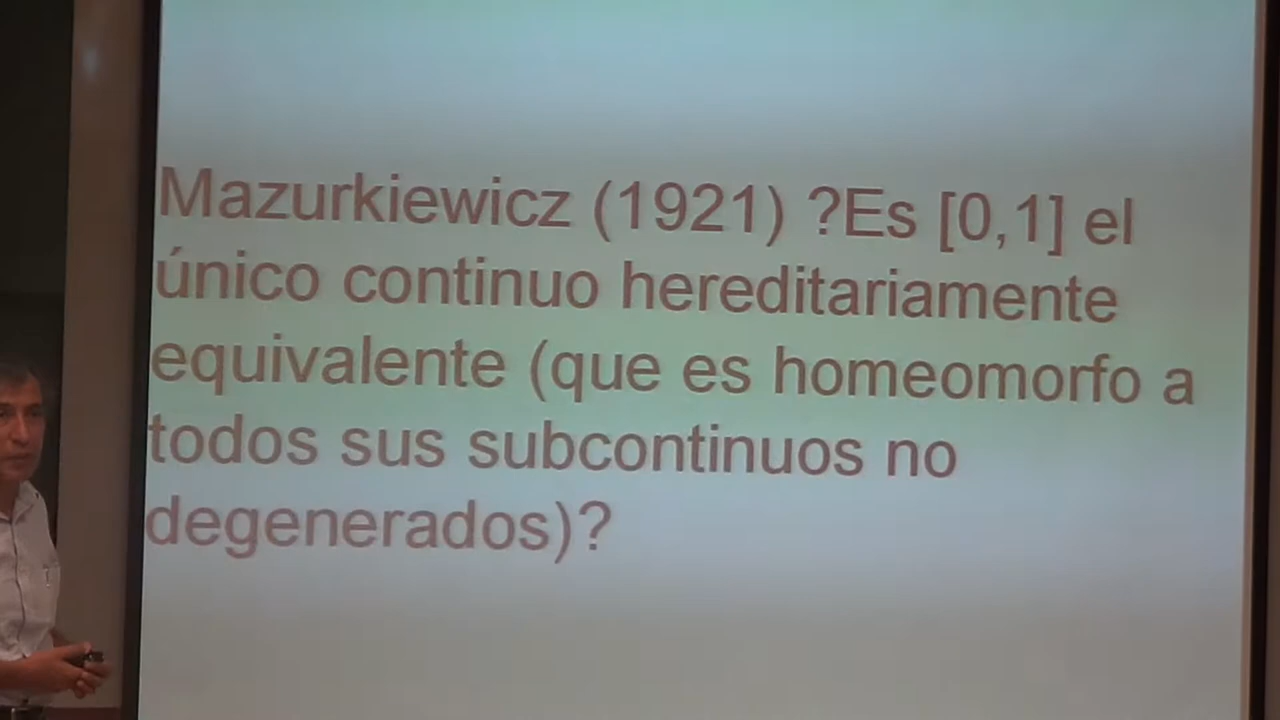 Mazurkiewicz (1921) ?Es [0,1] el
único continuo hereditariamente
equivalente (que es homeomorfo a
todos sus subcontinuos no
degenerados)?